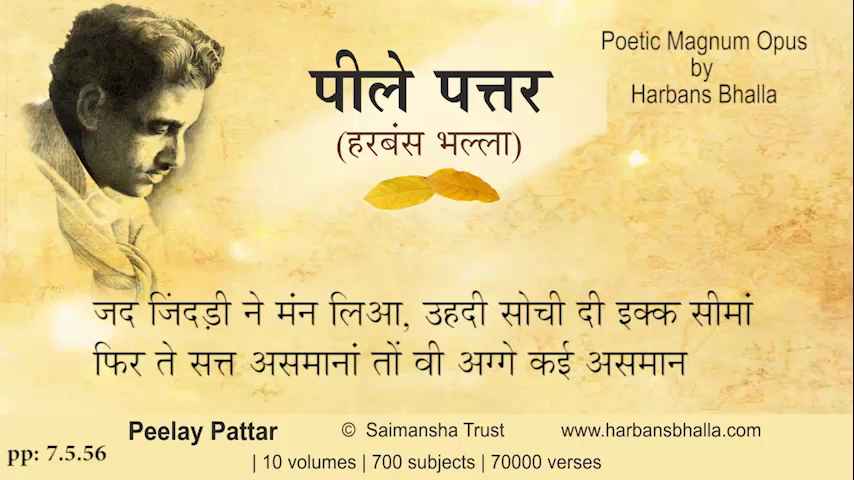 Poetic Magnum Opus
by
Harbans Bhalla
पीले पत्तर
(हरबंस भल्ला)
जद जिंदड़ी ने मंन लिआ, उहदी सोची दी इक्क सीमां
फिर ते सत्त असमानां तों वी अग्गे कई असमान
Peelay Pattar © Saimansha Trust www.harbansbhalla.com
pp: 7.5.56
| 10 volumes | 700 subjects | 70000 verses